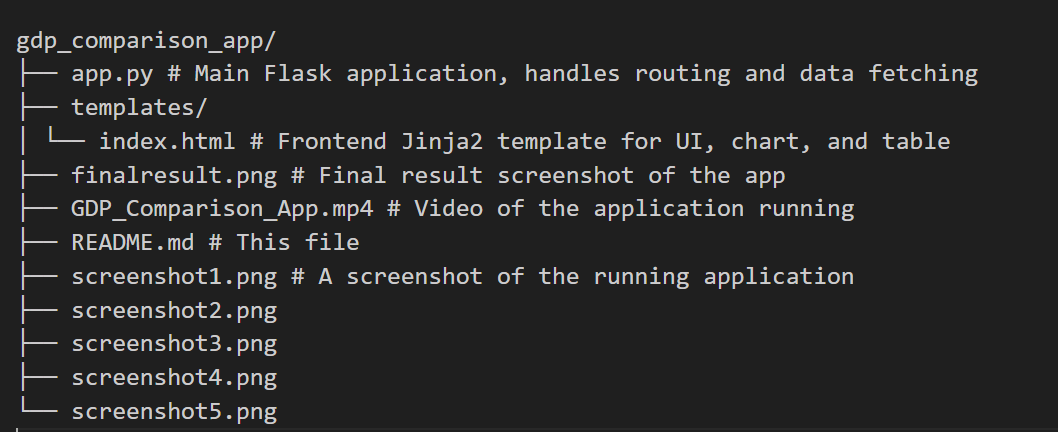 gdp_comparison_app/
├── app.py # Main Flask application, handles routing and data fetching
├── templates/
│ └── index.html # Frontend Jinja2 template for UI, chart, and table
├── finalresult.png # Final result screenshot of the app
├── GDP_Comparison_App.mp4 # Video of the application running
├── README.md # This file
├── screenshot1.png # A screenshot of the running application
├── screenshot2.png
├── screenshot3.png
├── screenshot4.png
└── screenshot5.png